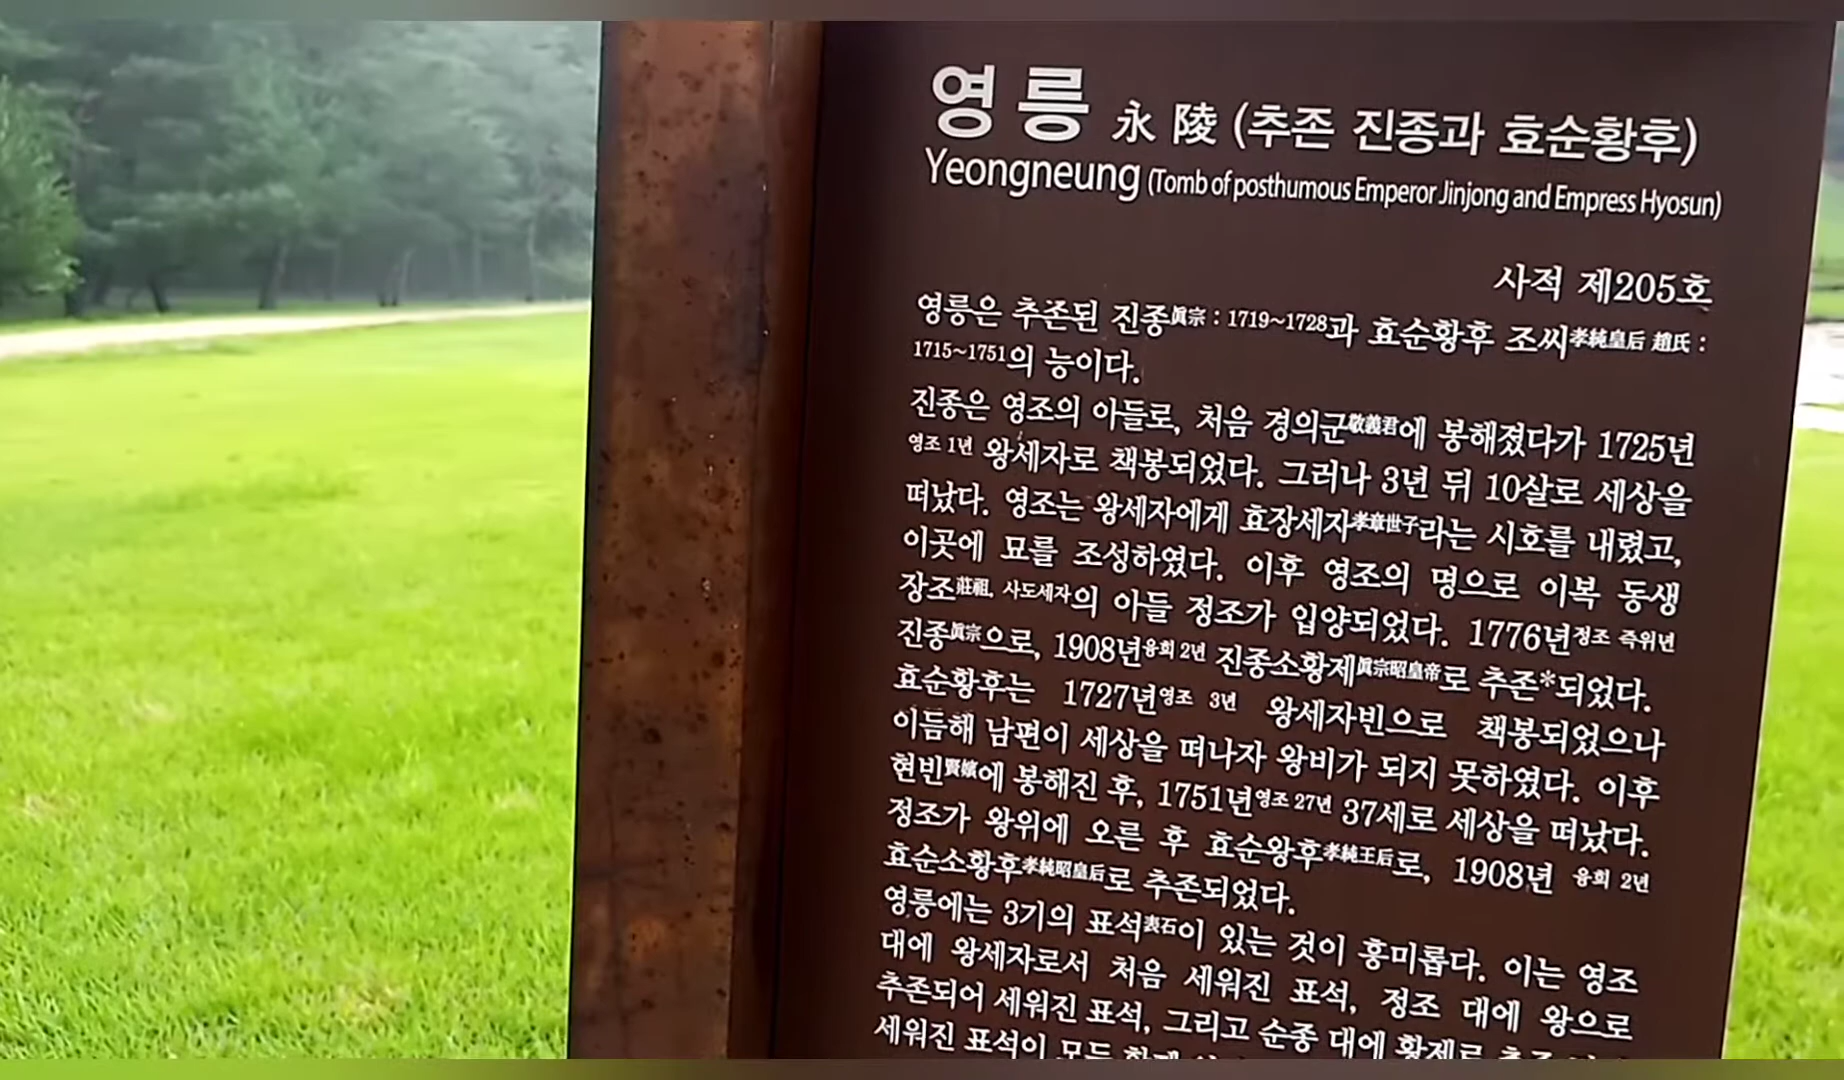 영릉 永陵 (추존 진종과 효순황후)
Yeongneung (Tomb of posthumous Emperor Jinjong and Empress Hyosun)
사적 제205호
영릉은 추존된 진종眞宗 : 1719~1728과 효순황후 조씨孝純皇后 趙氏 :
1715~1751의 능이다.
진종은 영조의 아들로, 처음 경의군敬義君에 봉해졌다가 1725년
영조 1년 왕세자로 책봉되었다. 그러나 3년 뒤 10살로 세상을
떠났다. 영조는 왕세자에게 효장세자孝章世子라는 시호를 내렸고,
이곳에 묘를 조성하였다. 이후 영조의 명으로 이복 동생
장조莊祖, 사도세자의 아들 정조가 입양되었다. 1776년정조 즉위년
진종眞宗으로, 1908년융희 2년 진종소황제眞宗昭皇帝로 추존*되었다.
효순황후는 1727년영조 3년 왕세자빈으로 책봉되었으나
이듬해 남편이 세상을 떠나자 왕비가 되지 못하였다. 이후
현빈賢嬪에 봉해진 후, 1751년영조 27년 37세로 세상을 떠났다.
정조가 왕위에 오른 후 효순왕후孝純王后로, 1908년 융희 2년
효순소황후孝純昭皇后로 추존되었다.
영릉에는 3기의 표석表石이 있는 것이 흥미롭다. 이는 영조
대에 왕세자로서 처음 세워진 표석, 정조 대에 왕으로
추존되어 세워진 표석, 그리고 순종 대에 황제로 추존
세워진 표석이 모두